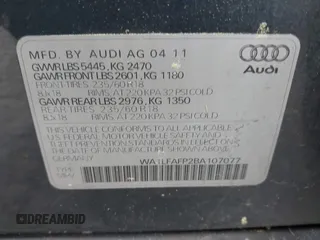 MFD. BY AUDI AG 04 11
GVWR LBS 5445, KG 2470
GAWR FRONT LBS 2601, KG 1180
FRONT TIRES 235/60 R18
8Jx18 RIMS AT 220 KPA 32 PSI COLD
GAWR REAR LBS 2976, KG 1350
REAR TIRES 235/60 R18
8Jx18 RIMS AT 220 KPA 32 PSI COLD
THIS VEHICLE CONFORMS TO ALL APPLICABLE
U.S. FEDERAL MOTOR VEHICLE SAFETY
AND THEFT PREVENTION STANDARDS IN EFFECT
ON THE DATE OF MANUFACTURE SHOWN ABOVE
GERMANY WA1LFAFP2BA107077
TYPE:
Audi
DREAMBID